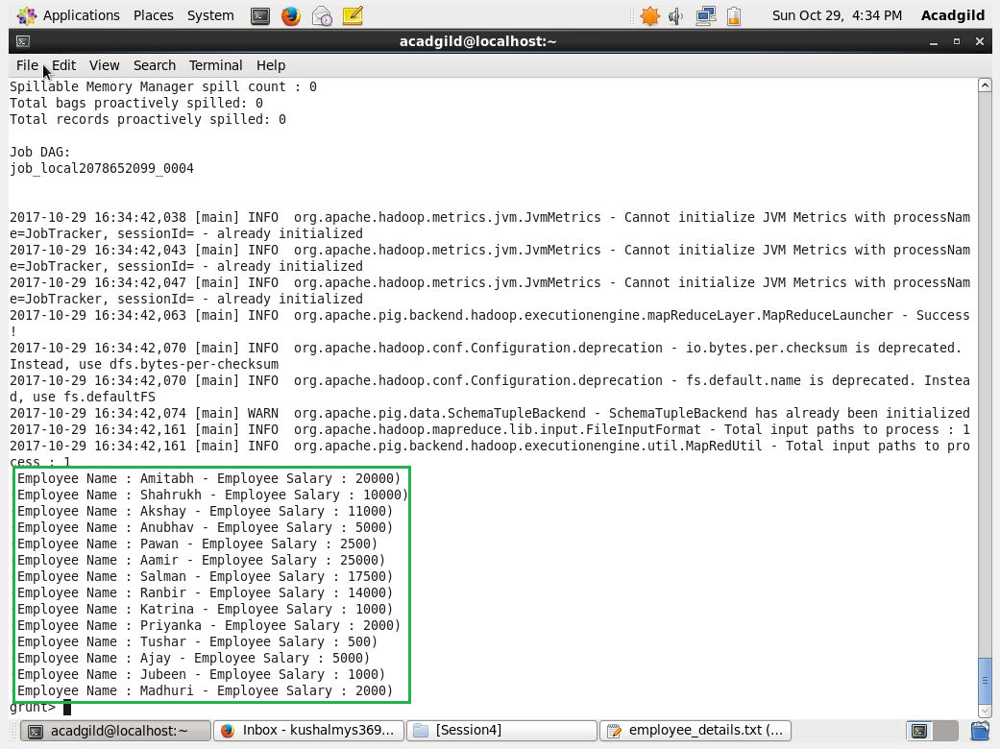 Applications Places System Sun Oct 29, 4:34 PM Acadgild
acadgild@localhost:~
File Edit View Search Terminal Help
Spillable Memory Manager spill count : 0
Total bags proactively spilled: 0
Total records proactively spilled: 0
Job DAG:
job_local2078652099_0004
2017-10-29 16:34:42,038 [main] INFO  org.apache.hadoop.metrics.jvm.JvmMetrics - Cannot initialize JVM Metrics with processNam
e=JobTracker, sessionId= - already initialized
2017-10-29 16:34:42,043 [main] INFO  org.apache.hadoop.metrics.jvm.JvmMetrics - Cannot initialize JVM Metrics with processNam
e=JobTracker, sessionId= - already initialized
2017-10-29 16:34:42,047 [main] INFO  org.apache.hadoop.metrics.jvm.JvmMetrics - Cannot initialize JVM Metrics with processNam
e=JobTracker, sessionId= - already initialized
2017-10-29 16:34:42,063 [main] INFO  org.apache.pig.backend.hadoop.executionengine.mapReduceLayer.MapReduceLauncher - Success
!
2017-10-29 16:34:42,070 [main] INFO  org.apache.hadoop.conf.Configuration.deprecation - io.bytes.per.checksum is deprecated.
Instead, use dfs.bytes-per-checksum
2017-10-29 16:34:42,070 [main] INFO  org.apache.hadoop.conf.Configuration.deprecation - fs.default.name is deprecated. Instea
d, use fs.defaultFS
2017-10-29 16:34:42,074 [main] WARN  org.apache.pig.data.SchemaTupleBackend - SchemaTupleBackend has already been initialized
2017-10-29 16:34:42,161 [main] INFO  org.apache.hadoop.mapreduce.lib.input.FileInputFormat - Total input paths to process : 1
2017-10-29 16:34:42,161 [main] INFO  org.apache.pig.backend.hadoop.executionengine.util.MapRedUtil - Total input paths to pro
cess : 1
Employee Name : Amitabh - Employee Salary : 20000)
Employee Name : Shahrukh - Employee Salary : 10000)
Employee Name : Akshay - Employee Salary : 11000)
Employee Name : Anubhav - Employee Salary : 5000)
Employee Name : Pawan - Employee Salary : 2500)
Employee Name : Aamir - Employee Salary : 25000)
Employee Name : Salman - Employee Salary : 17500)
Employee Name : Ranbir - Employee Salary : 14000)
Employee Name : Katrina - Employee Salary : 1000)
Employee Name : Priyanka - Employee Salary : 2000)
Employee Name : Tushar - Employee Salary : 500)
Employee Name : Ajay - Employee Salary : 5000)
Employee Name : Jubeen - Employee Salary : 1000)
Employee Name : Madhuri - Employee Salary : 2000)
grunt>
acadgild@localhost:~ Inbox - kushalmys369... [Session4] employee_details.txt (...